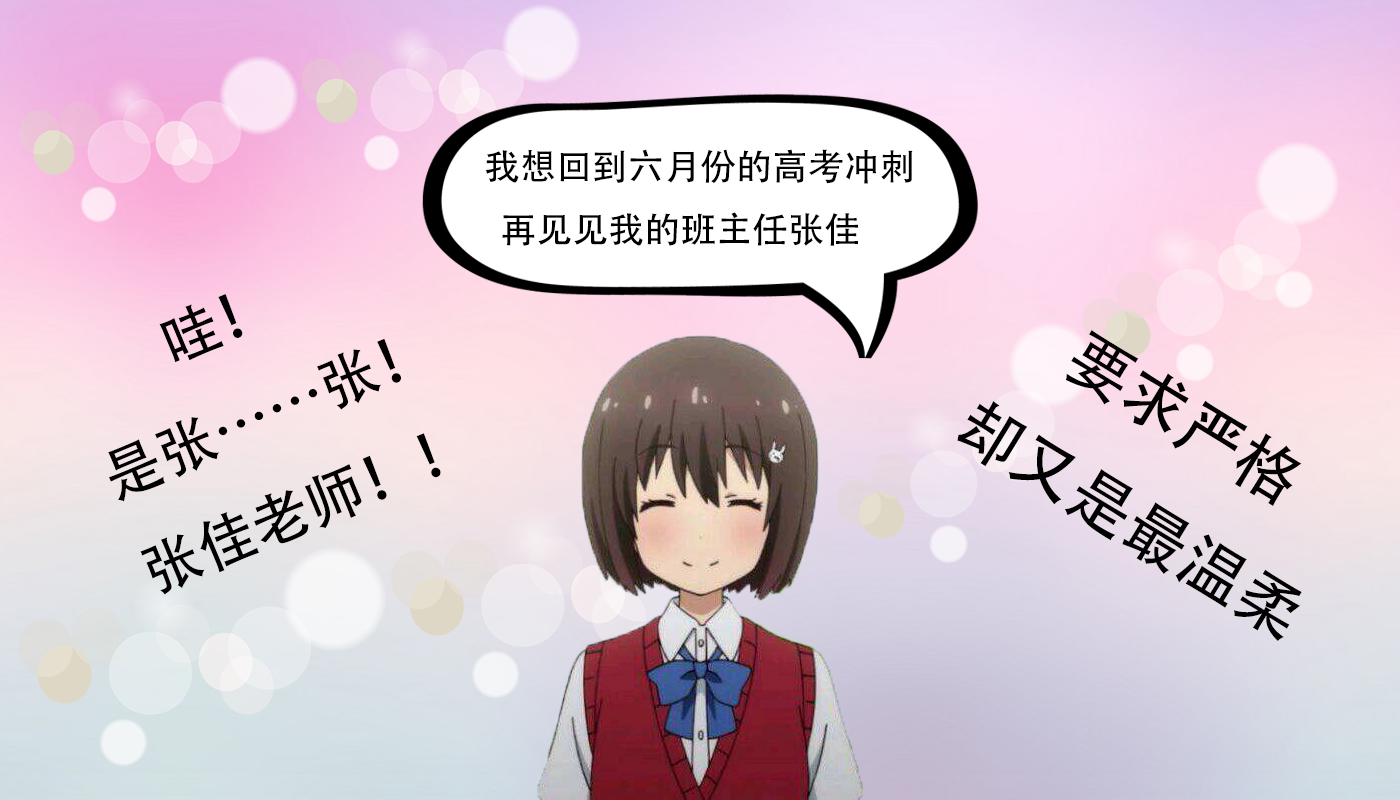 我想回到六月份的高考冲刺
再见见我的班主任张佳
哇！
是张……张！
张佳老师！！
要求严格
却又是最温柔